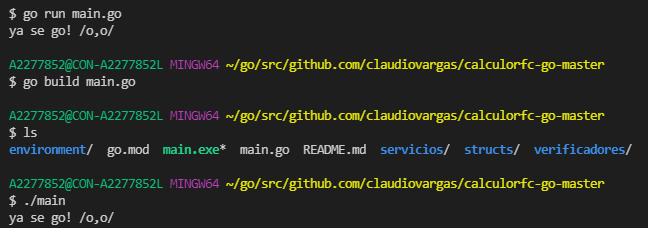 $ go run main.go
ya se go! /o,o/
A2277852@CON-A2277852L MINGW64 ~/go/src/github.com/claudiovargas/calculorfc-go-master
$ go build main.go
A2277852@CON-A2277852L MINGW64 ~/go/src/github.com/claudiovargas/calculorfc-go-master
$ ls
environment/  go.mod  main.exe*  main.go  README.md  servicios/  structs/  verificadores/
A2277852@CON-A2277852L MINGW64 ~/go/src/github.com/claudiovargas/calculorfc-go-master
$ ./main
ya se go! /o,o/